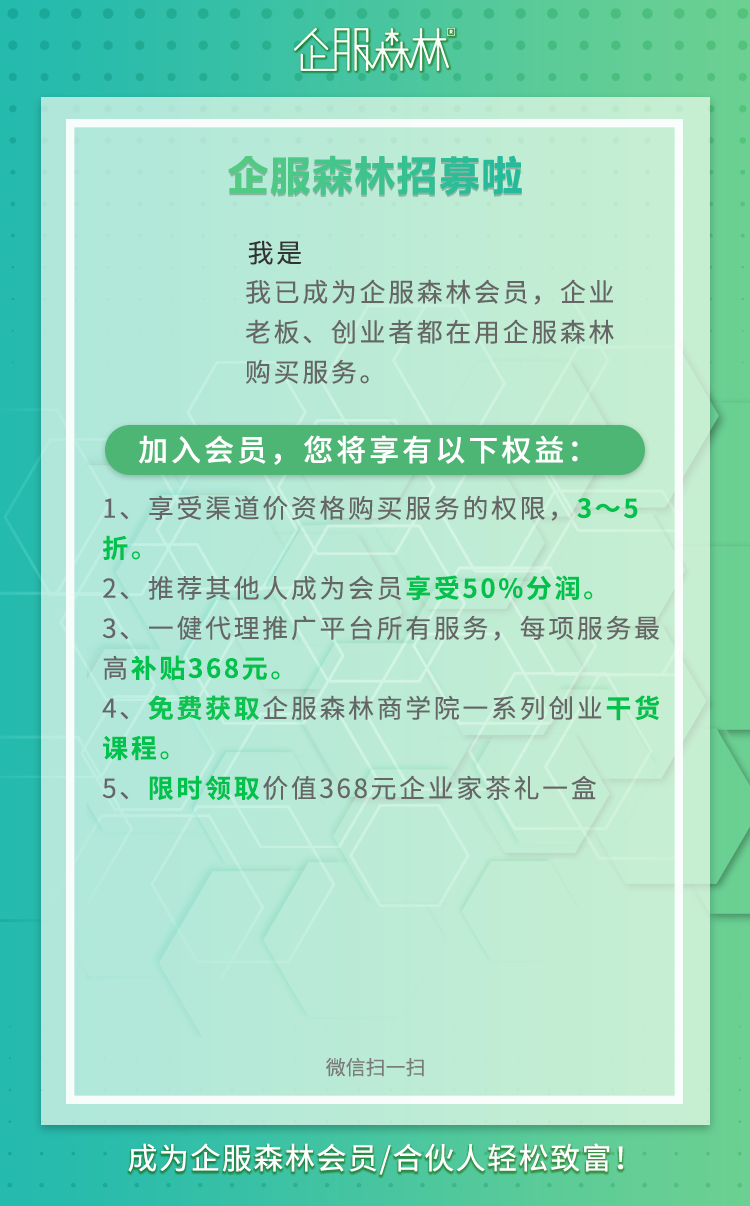 企服森林
企服森林招募啦
我是
我已成为企服森林会员，企业
老板、创业者都在用企服森林
购买服务。
加入会员，您将享有以下权益：
1、享受渠道价资格购买服务的权限，3～5
折。
2、推荐其他人成为会员享受50%分润。
3、一健代理推广平台所有服务，每项服务最
高补贴368元。
4、免费获取企服森林商学院一系列创业干货
课程。
5、限时领取价值368元企业家茶礼一盒
微信扫一扫
成为企服森林会员/合伙人轻松致富！